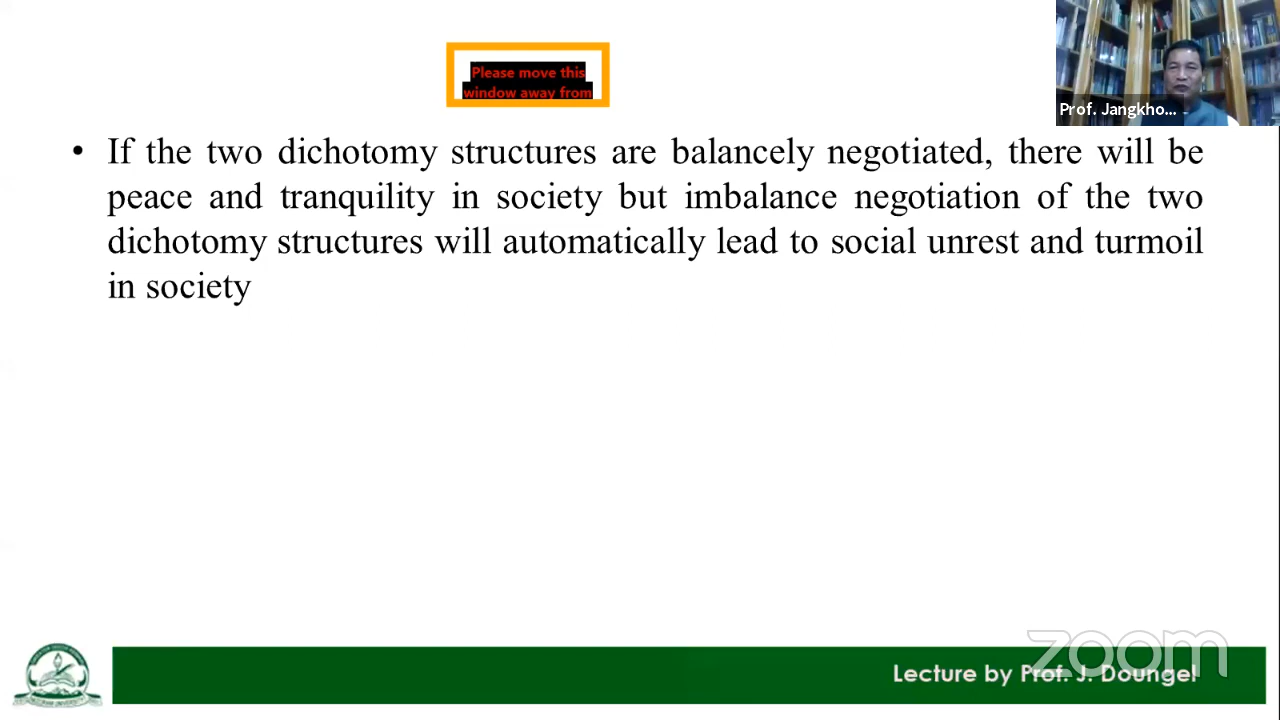 Please move this
window away from
Prof. Jangkho...
• If the two dichotomy structures are balancely negotiated, there will be
peace and tranquility in society but imbalance negotiation of the two
dichotomy structures will automatically lead to social unrest and turmoil
in society
zoom
Lecture by Prof. J. Doungel